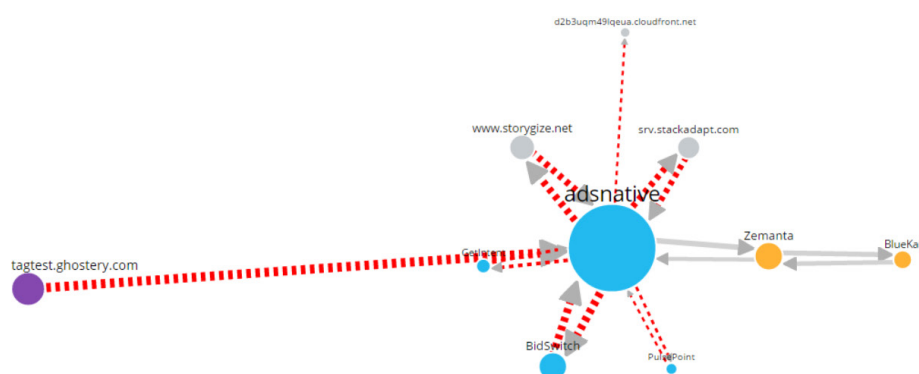 d2b3uqm49lqeua.cloudfront.net
www.storygize.net
srv.stackadapt.com
adsnative
Zemanta
BlueKa
tagtest.ghostery.com
BidSwitch
PulsePoint